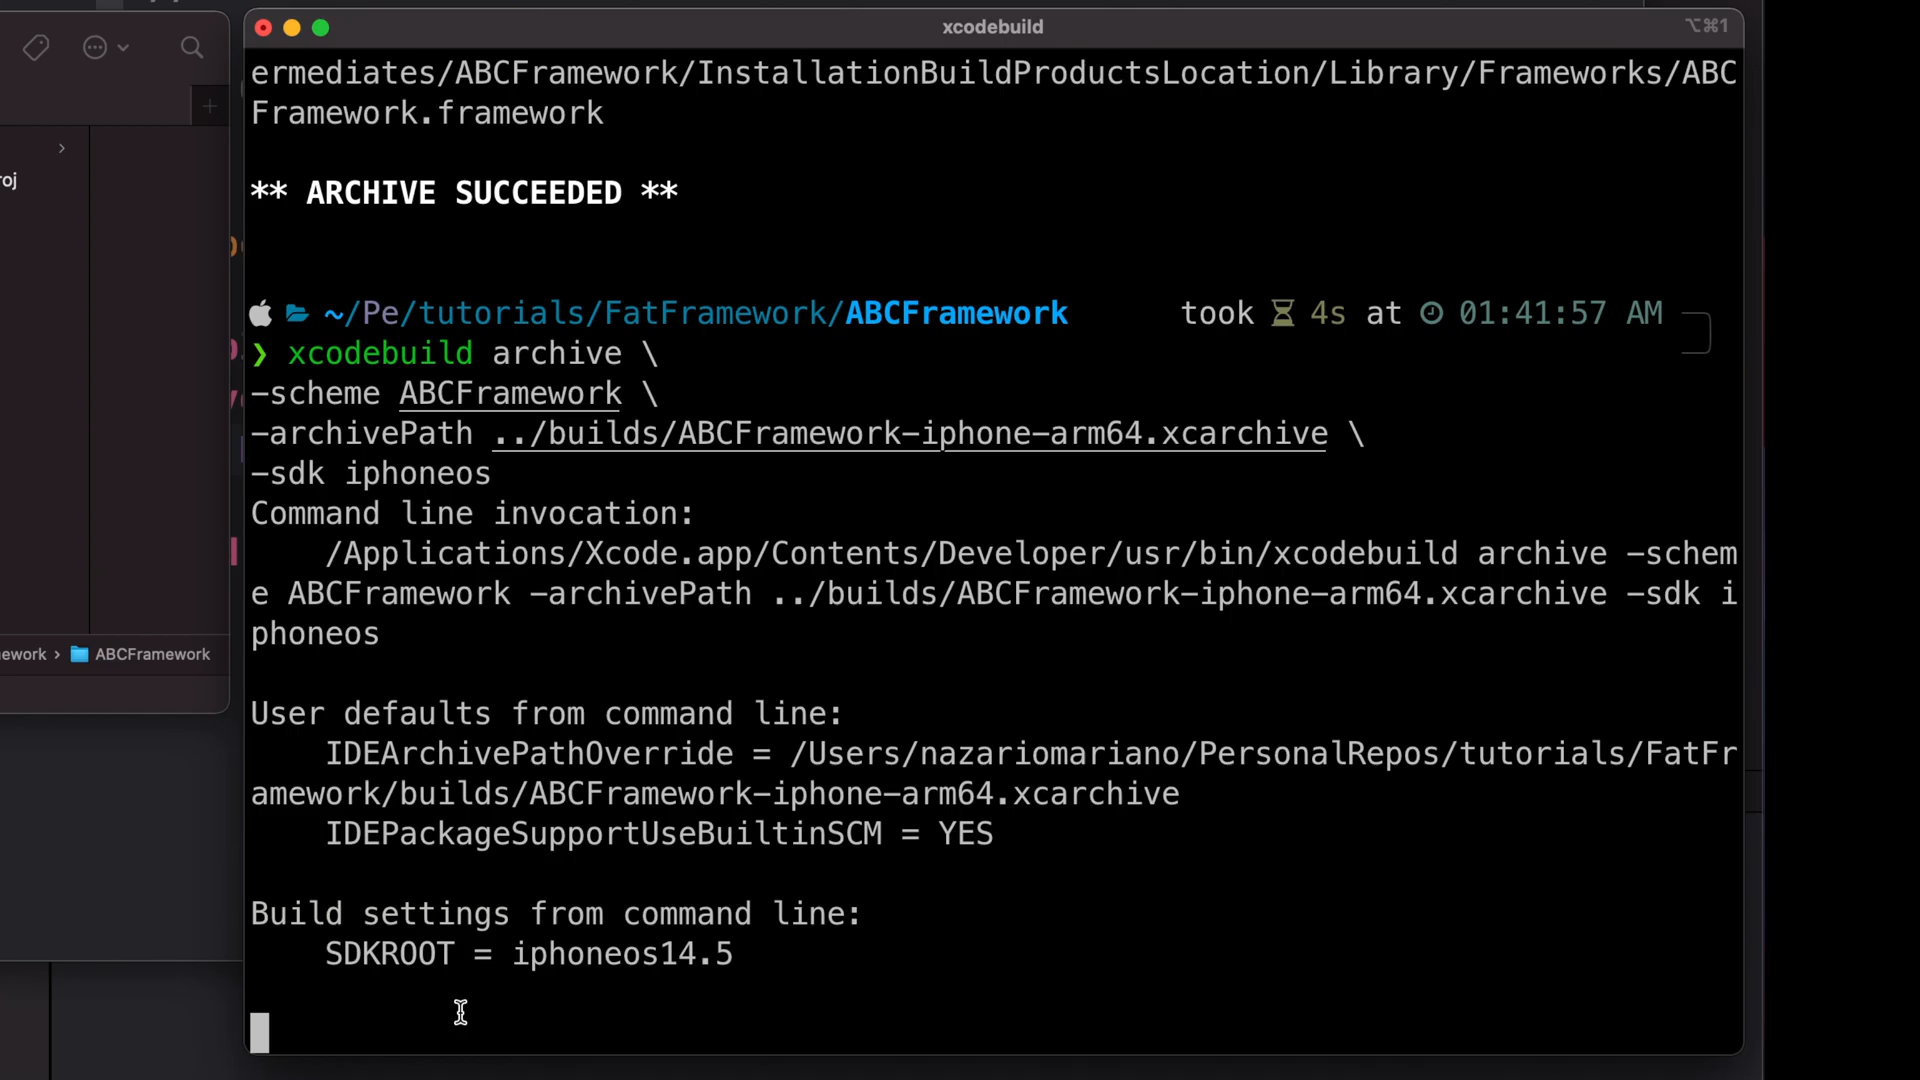 xcodebuild
⌥⌘1
ermediates/ABCFramework/InstallationBuildProductsLocation/Library/Frameworks/ABC
Framework.framework
** ARCHIVE SUCCEEDED **
~/Pe/tutorials/FatFramework/ABCFramework took 4s at 01:41:57 AM
❯ xcodebuild archive \
-scheme ABCFramework \
-archivePath ../builds/ABCFramework-iphone-arm64.xcarchive \
-sdk iphoneos
Command line invocation:
/Applications/Xcode.app/Contents/Developer/usr/bin/xcodebuild archive -schem
e ABCFramework -archivePath ../builds/ABCFramework-iphone-arm64.xcarchive -sdk i
phoneos
User defaults from command line:
IDEArchivePathOverride = /Users/nazariomariano/PersonalRepos/tutorials/FatFr
amework/builds/ABCFramework-iphone-arm64.xcarchive
IDEPackageSupportUseBuiltinSCM = YES
Build settings from command line:
SDKROOT = iphoneos14.5
roj
ework › ABCFramework